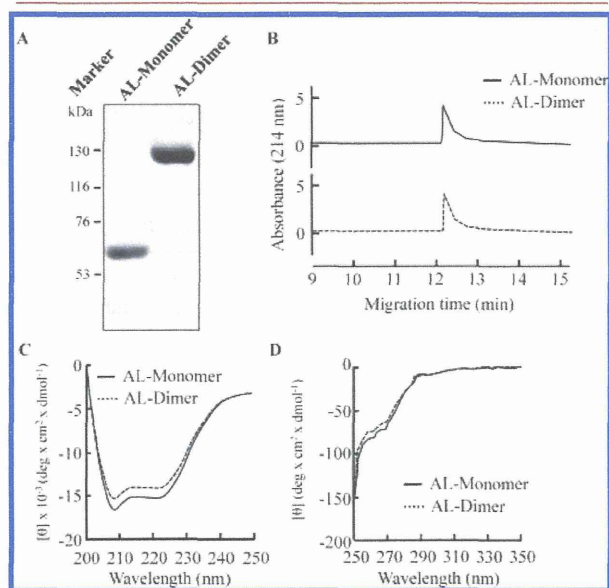 A
Marker
AL-Monomer
AL-Dimer
kDa
130
116
76
53
B
AL-Monomer
AL-Dimer
Absorbance (214 nm)
5
0
5
0
9 10 11 12 13 14 15
Migration time (min)
C
AL-Monomer
AL-Dimer
[θ] x 10⁻³ (deg x cm² x dmol⁻¹)
0
-5
-10
-15
-20
200 210 220 230 240 250
Wavelength (nm)
D
AL-Monomer
AL-Dimer
[θ] (deg x cm² x dmol⁻¹)
0
-50
-100
-150
-200
250 270 290 310 330 350
Wavelength (nm)